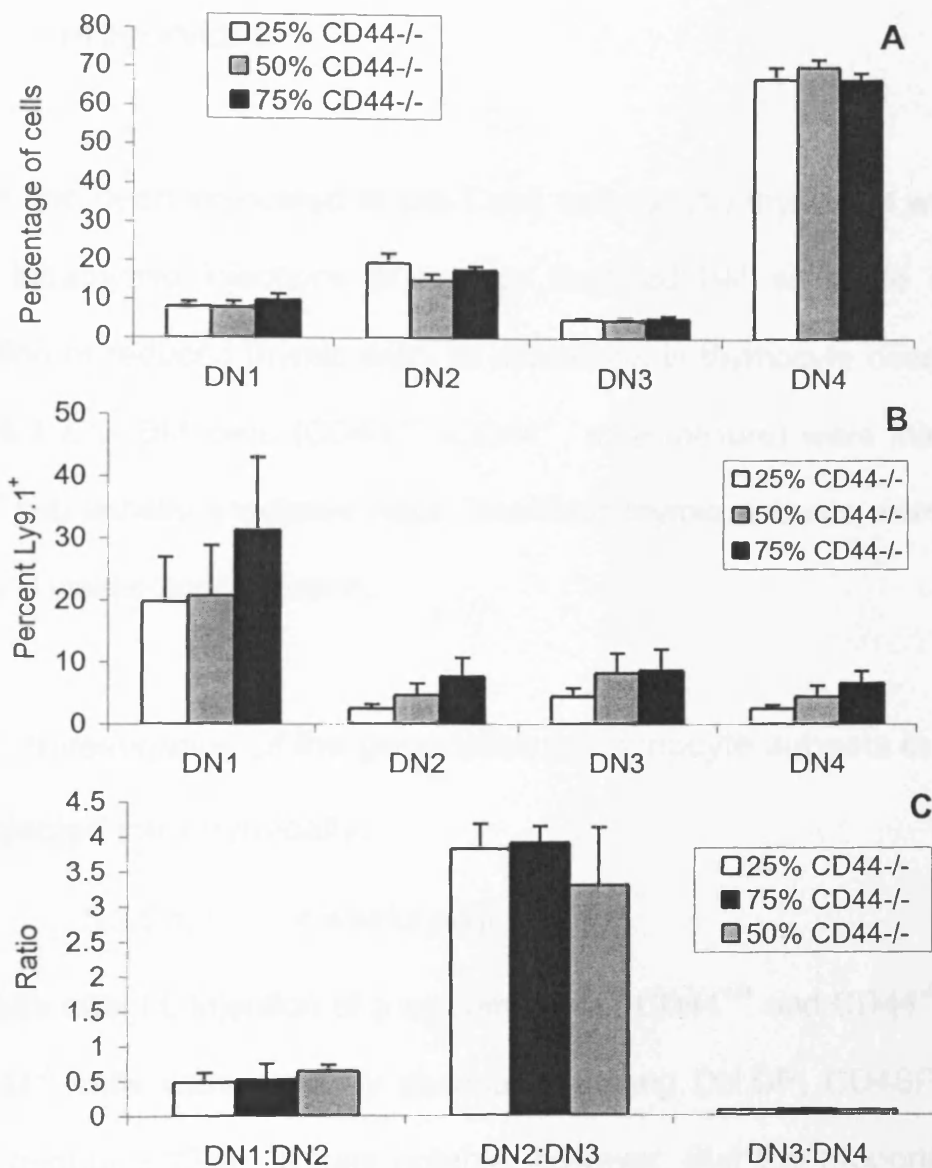 A
80
70
60
50
40
30
20
10
0
Percentage of cells
25% CD44-/-
50% CD44-/-
75% CD44-/-
DN1 DN2 DN3 DN4
B
50
40
30
20
10
0
Percent Ly9.1+
25% CD44-/-
50% CD44-/-
75% CD44-/-
DN1 DN2 DN3 DN4
C
4.5
4
3.5
3
2.5
2
1.5
1
0.5
0
Ratio
25% CD44-/-
75% CD44-/-
50% CD44-/-
DN1:DN2 DN2:DN3 DN3:DN4